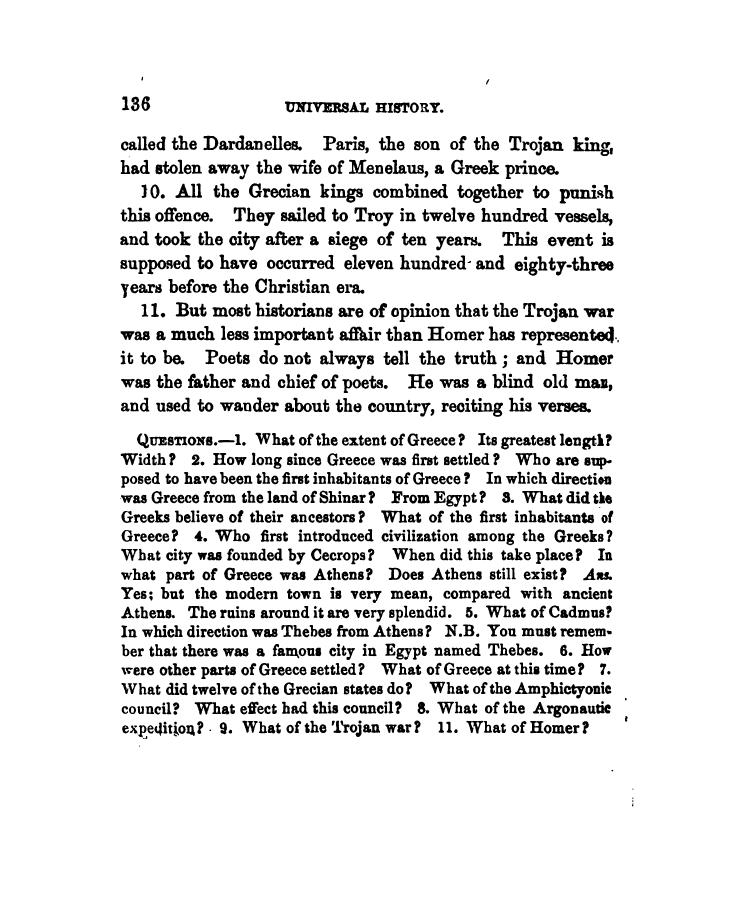 136 UNIVERSAL HISTORY.
called the Dardanelles. Paris, the son of the Trojan king,
had stolen away the wife of Menelaus, a Greek prince.
10. All the Grecian kings combined together to punish
this offence. They sailed to Troy in twelve hundred vessels,
and took the city after a siege of ten years. This event is
supposed to have occurred eleven hundred and eighty-three
years before the Christian era.
11. But most historians are of opinion that the Trojan war
was a much less important affair than Homer has represented
it to be. Poets do not always tell the truth; and Homer
was the father and chief of poets. He was a blind old man,
and used to wander about the country, reciting his verses.
QUESTIONS.—1. What of the extent of Greece? Its greatest length?
Width? 2. How long since Greece was first settled? Who are sup-
posed to have been the first inhabitants of Greece? In which direction
was Greece from the land of Shinar? From Egypt? 3. What did the
Greeks believe of their ancestors? What of the first inhabitants of
Greece? 4. Who first introduced civilization among the Greeks?
What city was founded by Cecrops? When did this take place? In
what part of Greece was Athens? Does Athens still exist? Ans.
Yes; but the modern town is very mean, compared with ancient
Athens. The ruins around it are very splendid. 5. What of Cadmus?
In which direction was Thebes from Athens? N.B. You must remem-
ber that there was a famous city in Egypt named Thebes. 6. How
were other parts of Greece settled? What of Greece at this time? 7.
What did twelve of the Grecian states do? What of the Amphictyonic
council? What effect had this council? 8. What of the Argonautic
expedition? 9. What of the Trojan war? 11. What of Homer?